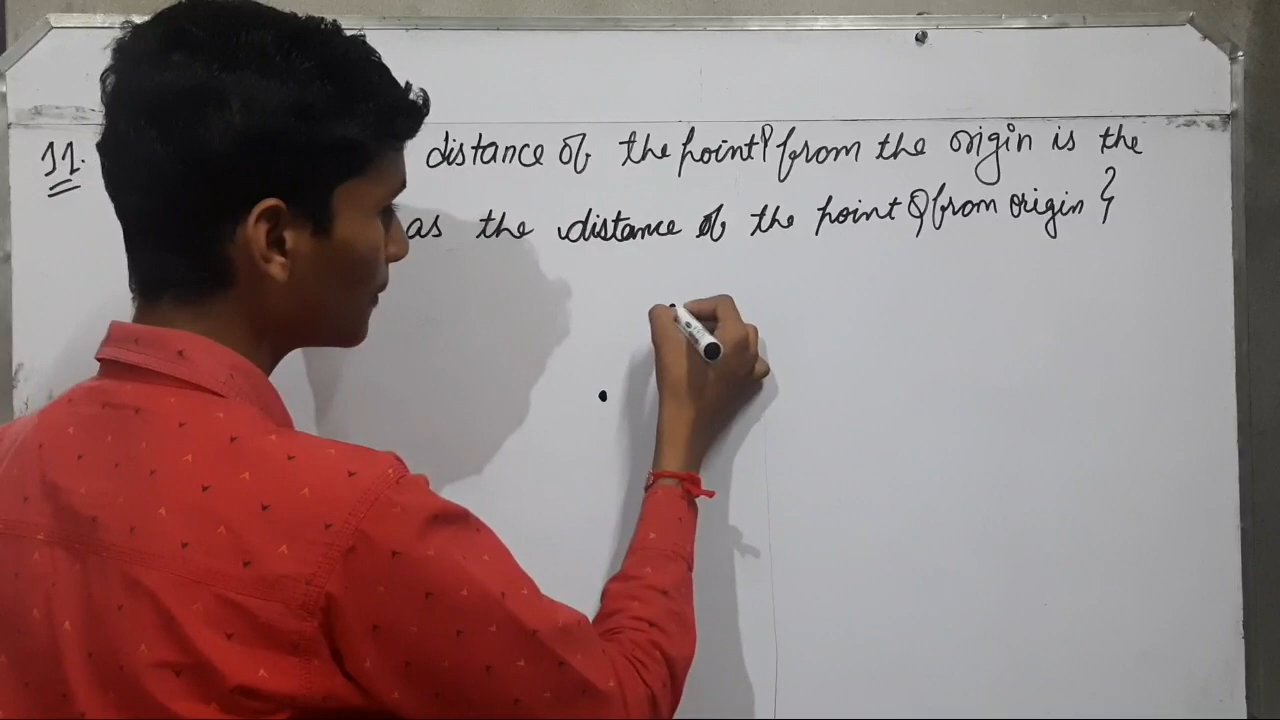 11. distance of the point P from the origin is the
as the distance of the point Q from origin }